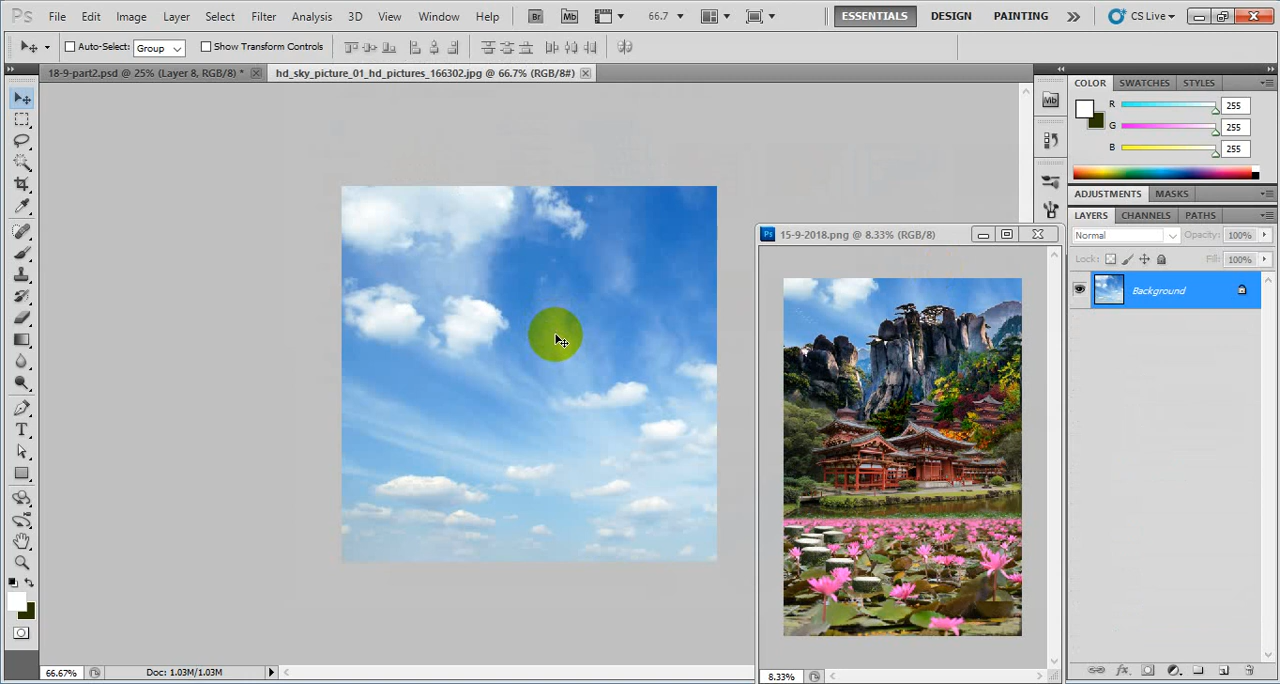 Ps File Edit Image Layer Select Filter Analysis 3D View Window Help Br Mb 66.7 ESSENTIALS DESIGN PAINTING CS Live
Auto-Select: Group Show Transform Controls
18-9-part2.psd @ 25% (Layer 8, RGB/8) * hd_sky_picture_01_hd_pictures_166302.jpg @ 66.7% (RGB/8#)
COLOR SWATCHES STYLES
Mb
R 255
G 255
B 255
ADJUSTMENTS MASKS
LAYERS CHANNELS PATHS
Normal Opacity: 100%
Ps 15-9-2018.png @ 8.33% (RGB/8)
Lock: Fill: 100%
Background
T
66.67% Doc: 1.03M/1.03M
8.33%
fx